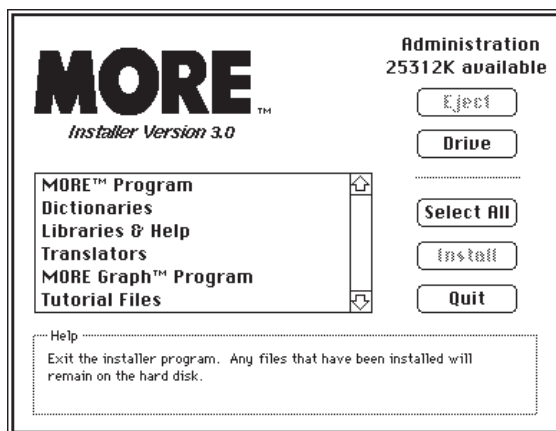 MORE™
Installer Version 3.0
Administration
25312K available
Eject
Drive
MORE™ Program
Dictionaries
Libraries & Help
Translators
MORE Graph™ Program
Tutorial Files
Select All
Install
Quit
Help
Exit the installer program. Any files that have been installed will
remain on the hard disk.